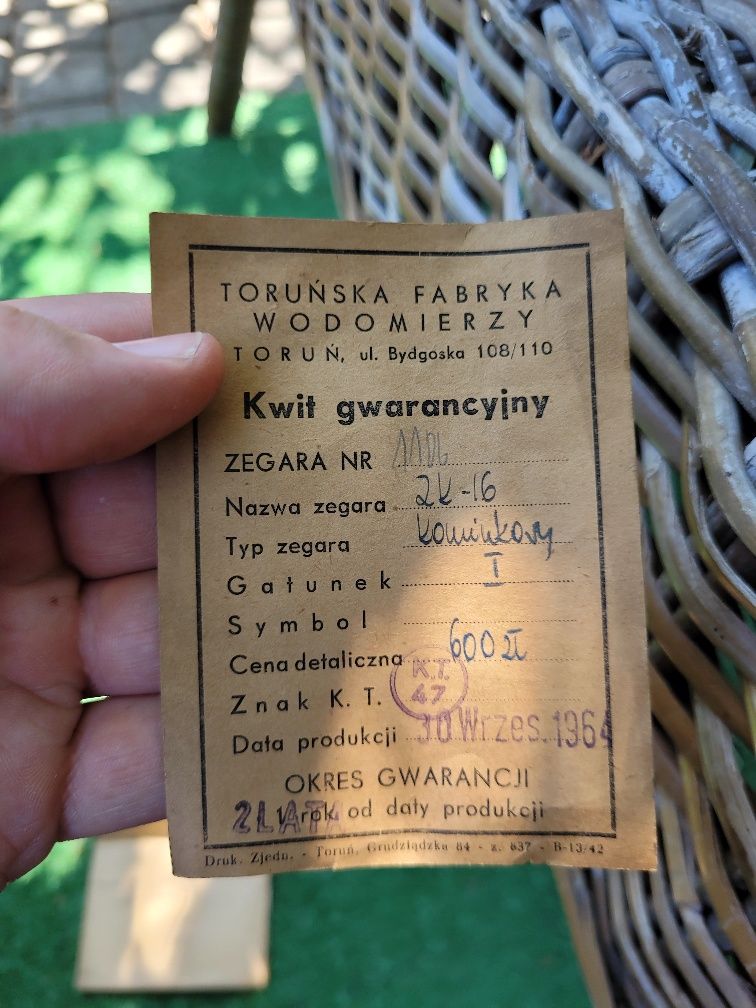 TORUŃSKA FABRYKA
WODOMIERZY
TORUŃ, ul. Bydgoska 108/110
Kwit gwarancyjny
ZEGARA NR 1106
Nazwa zegara ZK-16
Typ zegara Kominkowy
Gatunek I
Symbol
Cena detaliczna 600 zł
Znak K. T. K.T. 47
Data produkcji 30 Wrzes. 1964
OKRES GWARANCJI
2 LATA 1 rok od daty produkcji
Druk. Zjedn. - Toruń, Grudziądzka 84 - z. 637 - B-13/42